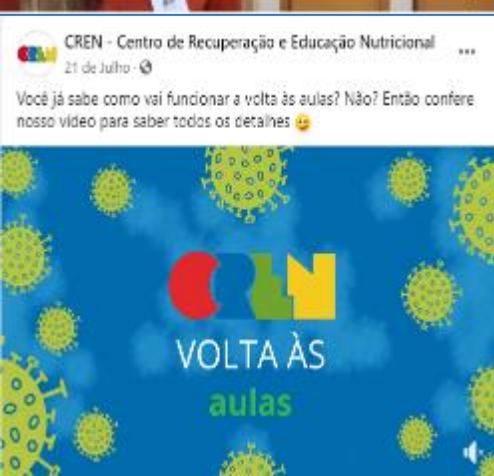 CREN
CREN - Centro de Recuperação e Educação Nutricional
21 de Julho ·
Você já sabe como vai funcionar a volta às aulas? Não? Então confere
nosso vídeo para saber todos os detalhes
CREN
VOLTA ÀS
aulas